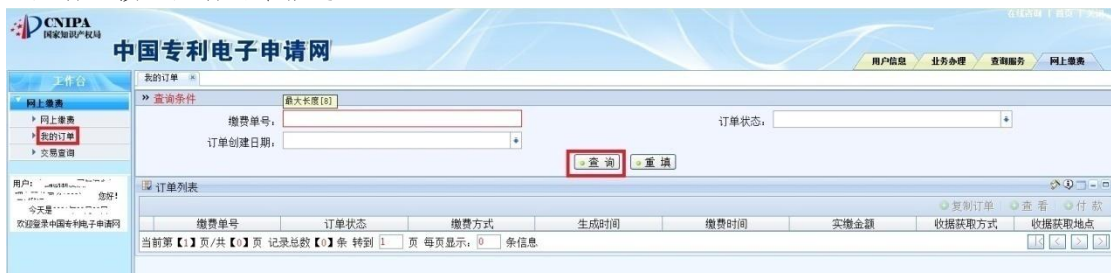 CNIPA
国家知识产权局
中国专利电子申请网
用户信息 业务办理 查询服务 网上缴费
工作台
我的订单
网上缴费
» 查询条件
最大长度[8]
网上缴费
缴费单号:
订单状态:
我的订单
订单创建日期:
交易查询
查 询
重 填
用户:
您好!
今天是
欢迎登录中国专利电子申请网
订单列表
复制订单 查 看 付 款
缴费单号 订单状态 缴费方式 生成时间 缴费时间 实缴金额 收据获取方式 收据获取地点
当前第【1】页/共【0】页 记录总数【0】条 转到 1 页 每页显示: 0 条信息